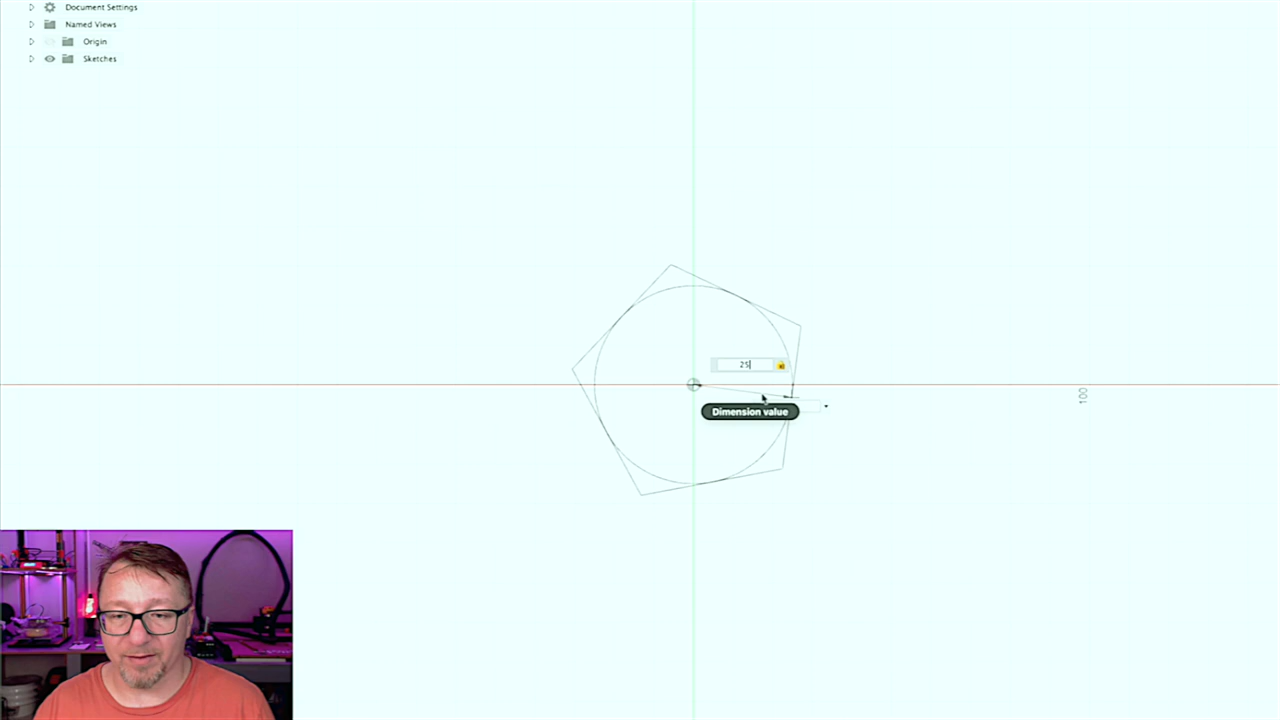 Document Settings
Named Views
Origin
Sketches
25
Dimension value
100